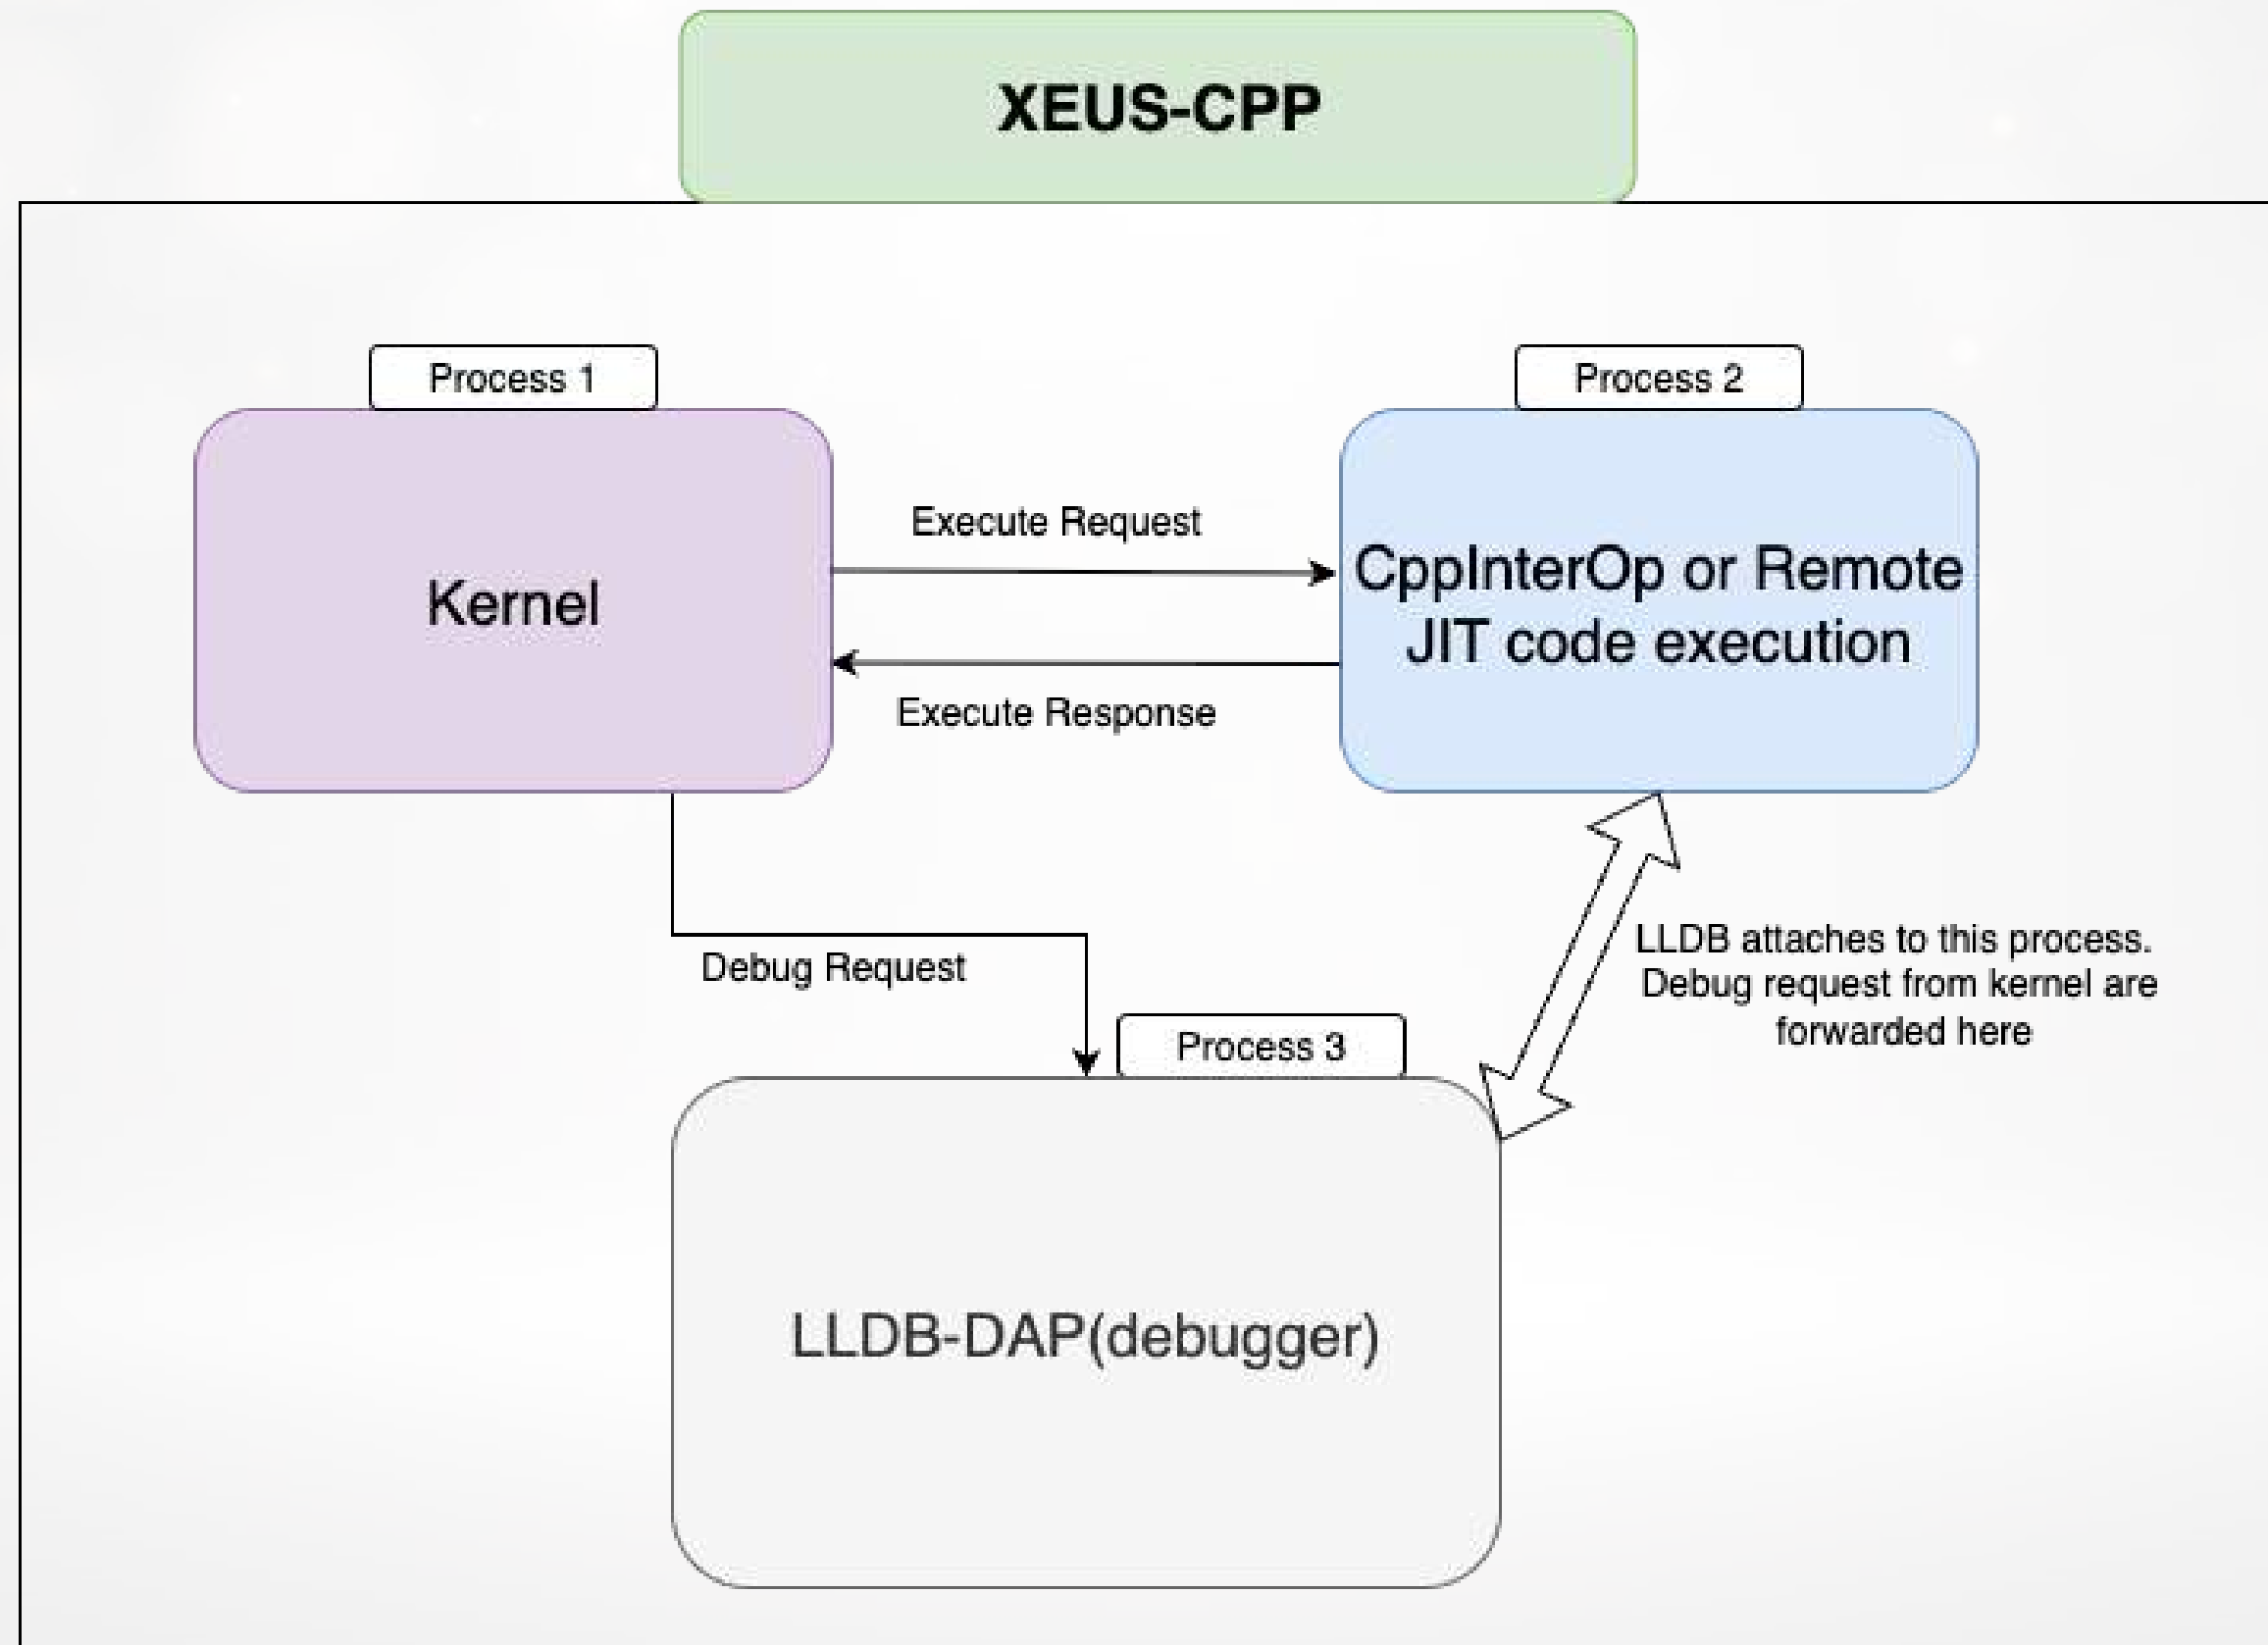 XEUS-CPP
Process 1
Process 2
Kernel
Execute Request
CppInterOp or Remote
JIT code execution
Execute Response
Debug Request
LLDB attaches to this process.
Debug request from kernel are
forwarded here
Process 3
LLDB-DAP(debugger)